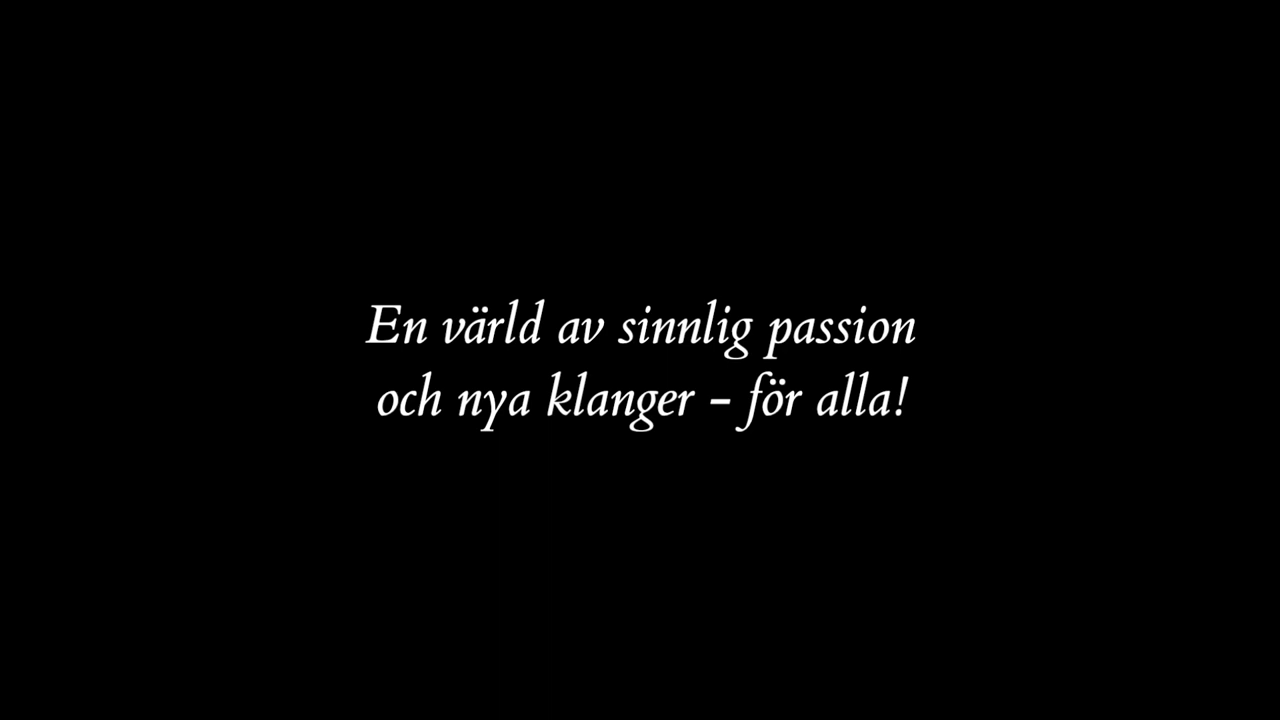 En värld av sinnlig passion
och nya klanger – för alla!